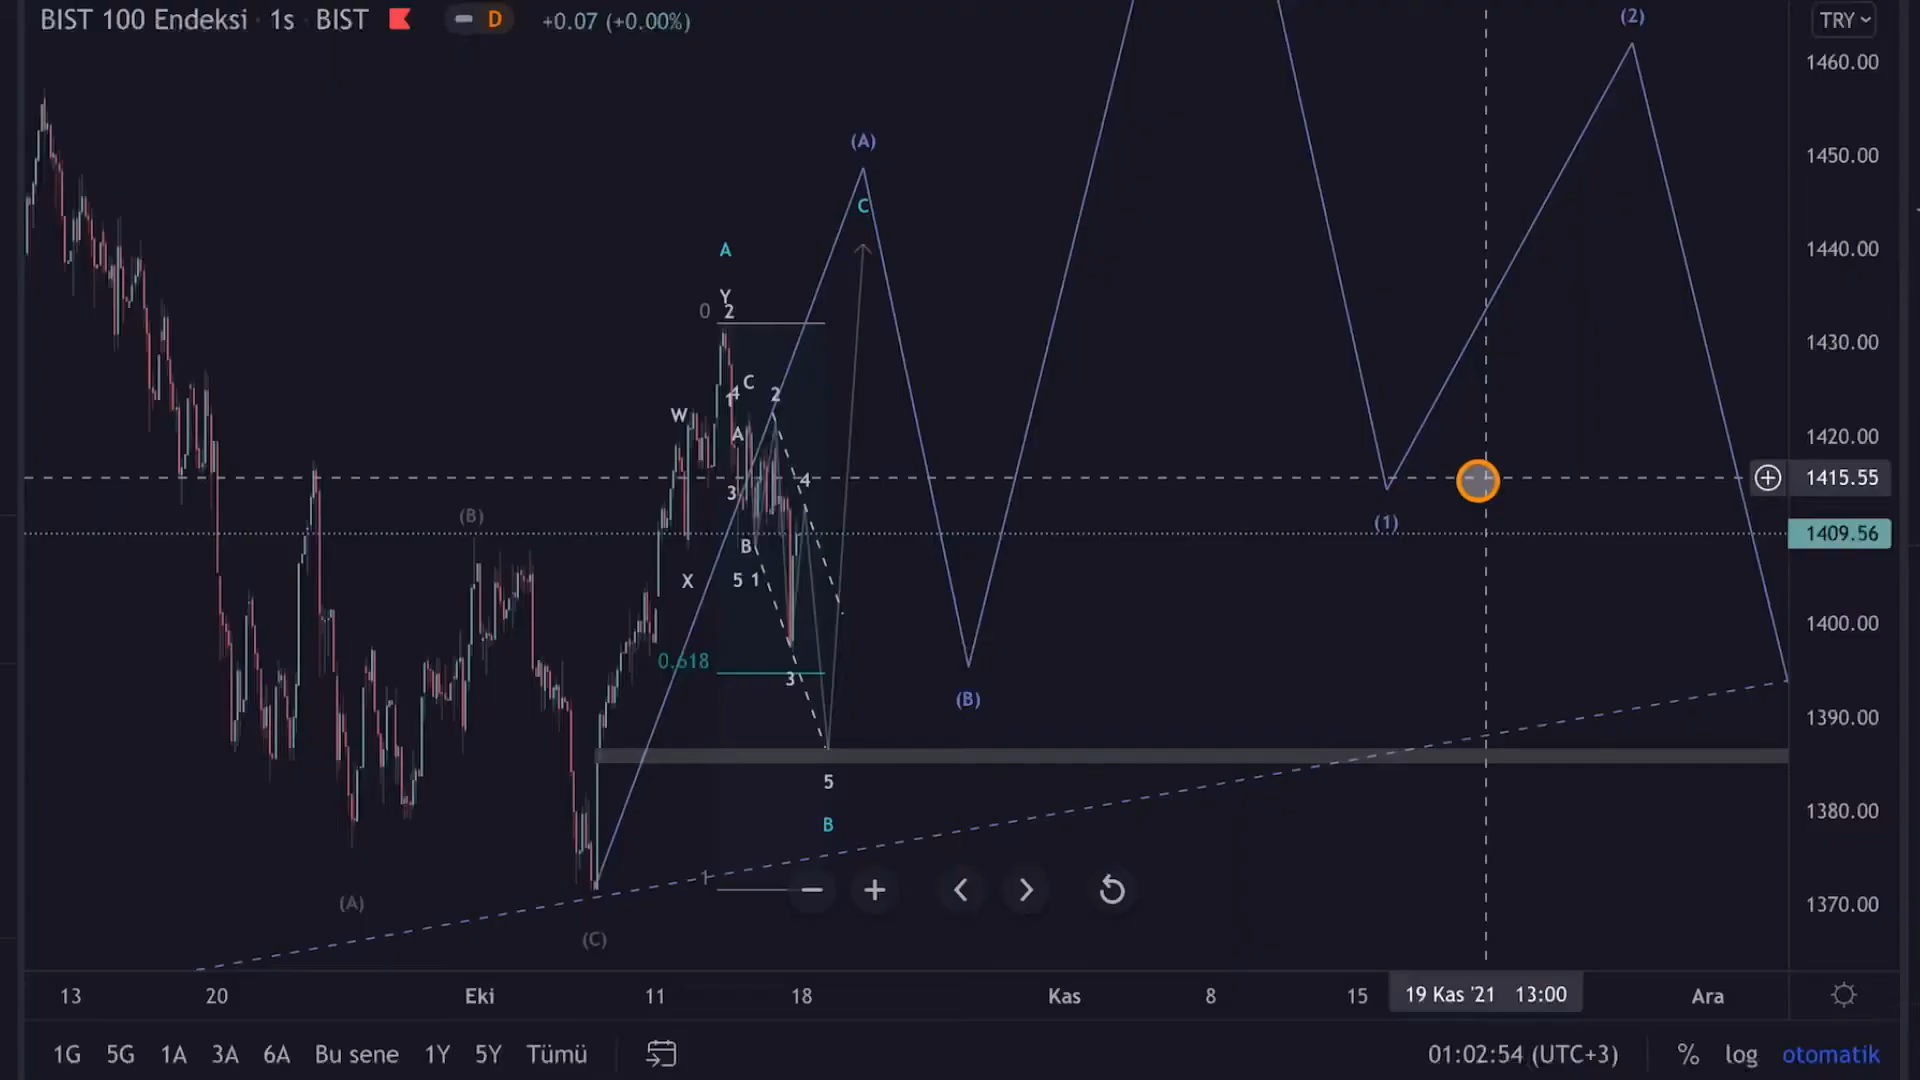 BIST 100 Endeksi · 1s · BIST
D
+0.07 (+0.00%)
TRY
(2)
1460.00
(A)
1450.00
C
A
1440.00
Y
0
2
1430.00
C
4
2
W
A
1420.00
3
4
1415.55
(B)
(1)
B
1409.56
X
5
1
0.618
1400.00
3
(B)
1390.00
5
B
1380.00
1
(A)
1370.00
(C)
13
20
Eki
11
18
Kas
8
15
19 Kas '21 13:00
Ara
1G 5G 1A 3A 6A Bu sene 1Y 5Y Tümü
01:02:54 (UTC+3)
% log otomatik